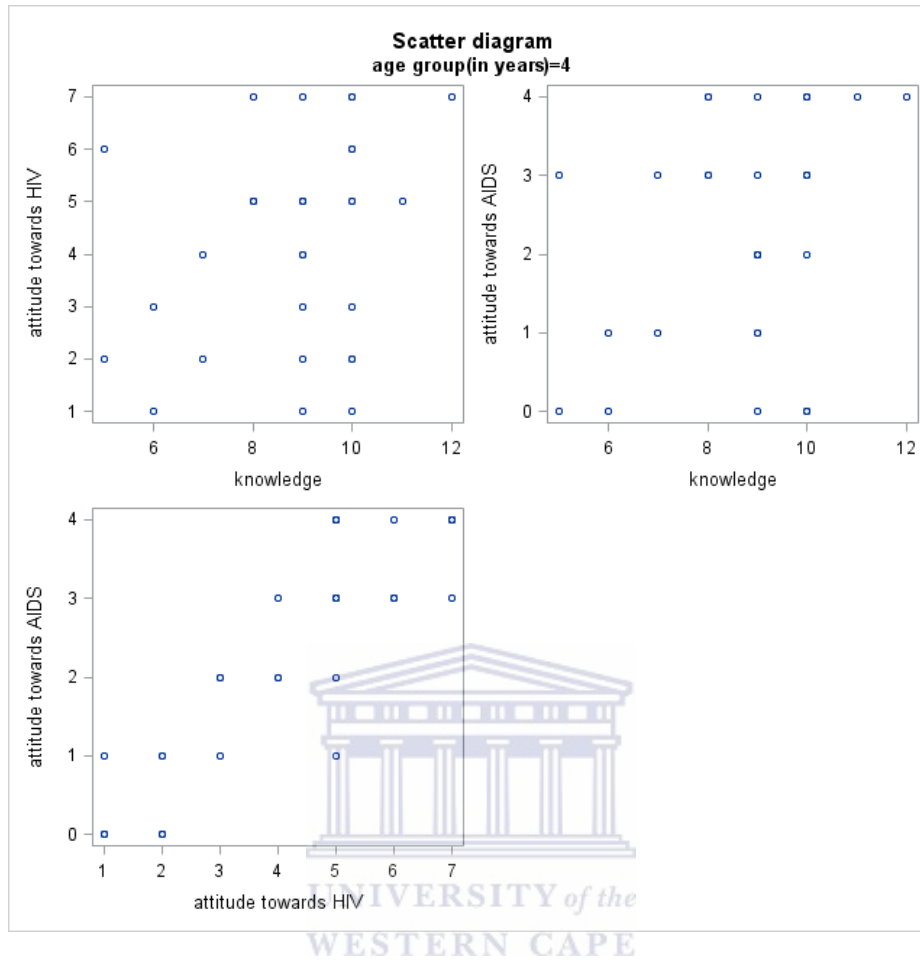 Scatter diagram
age group(in years)=4
7
6
5
4
3
2
1
attitude towards HIV
6 8 10 12
knowledge
4
3
2
1
0
attitude towards AIDS
6 8 10 12
knowledge
4
3
2
1
0
attitude towards AIDS
1 2 3 4 5 6 7
attitude towards HIV
UNIVERSITY of the
WESTERN CAPE